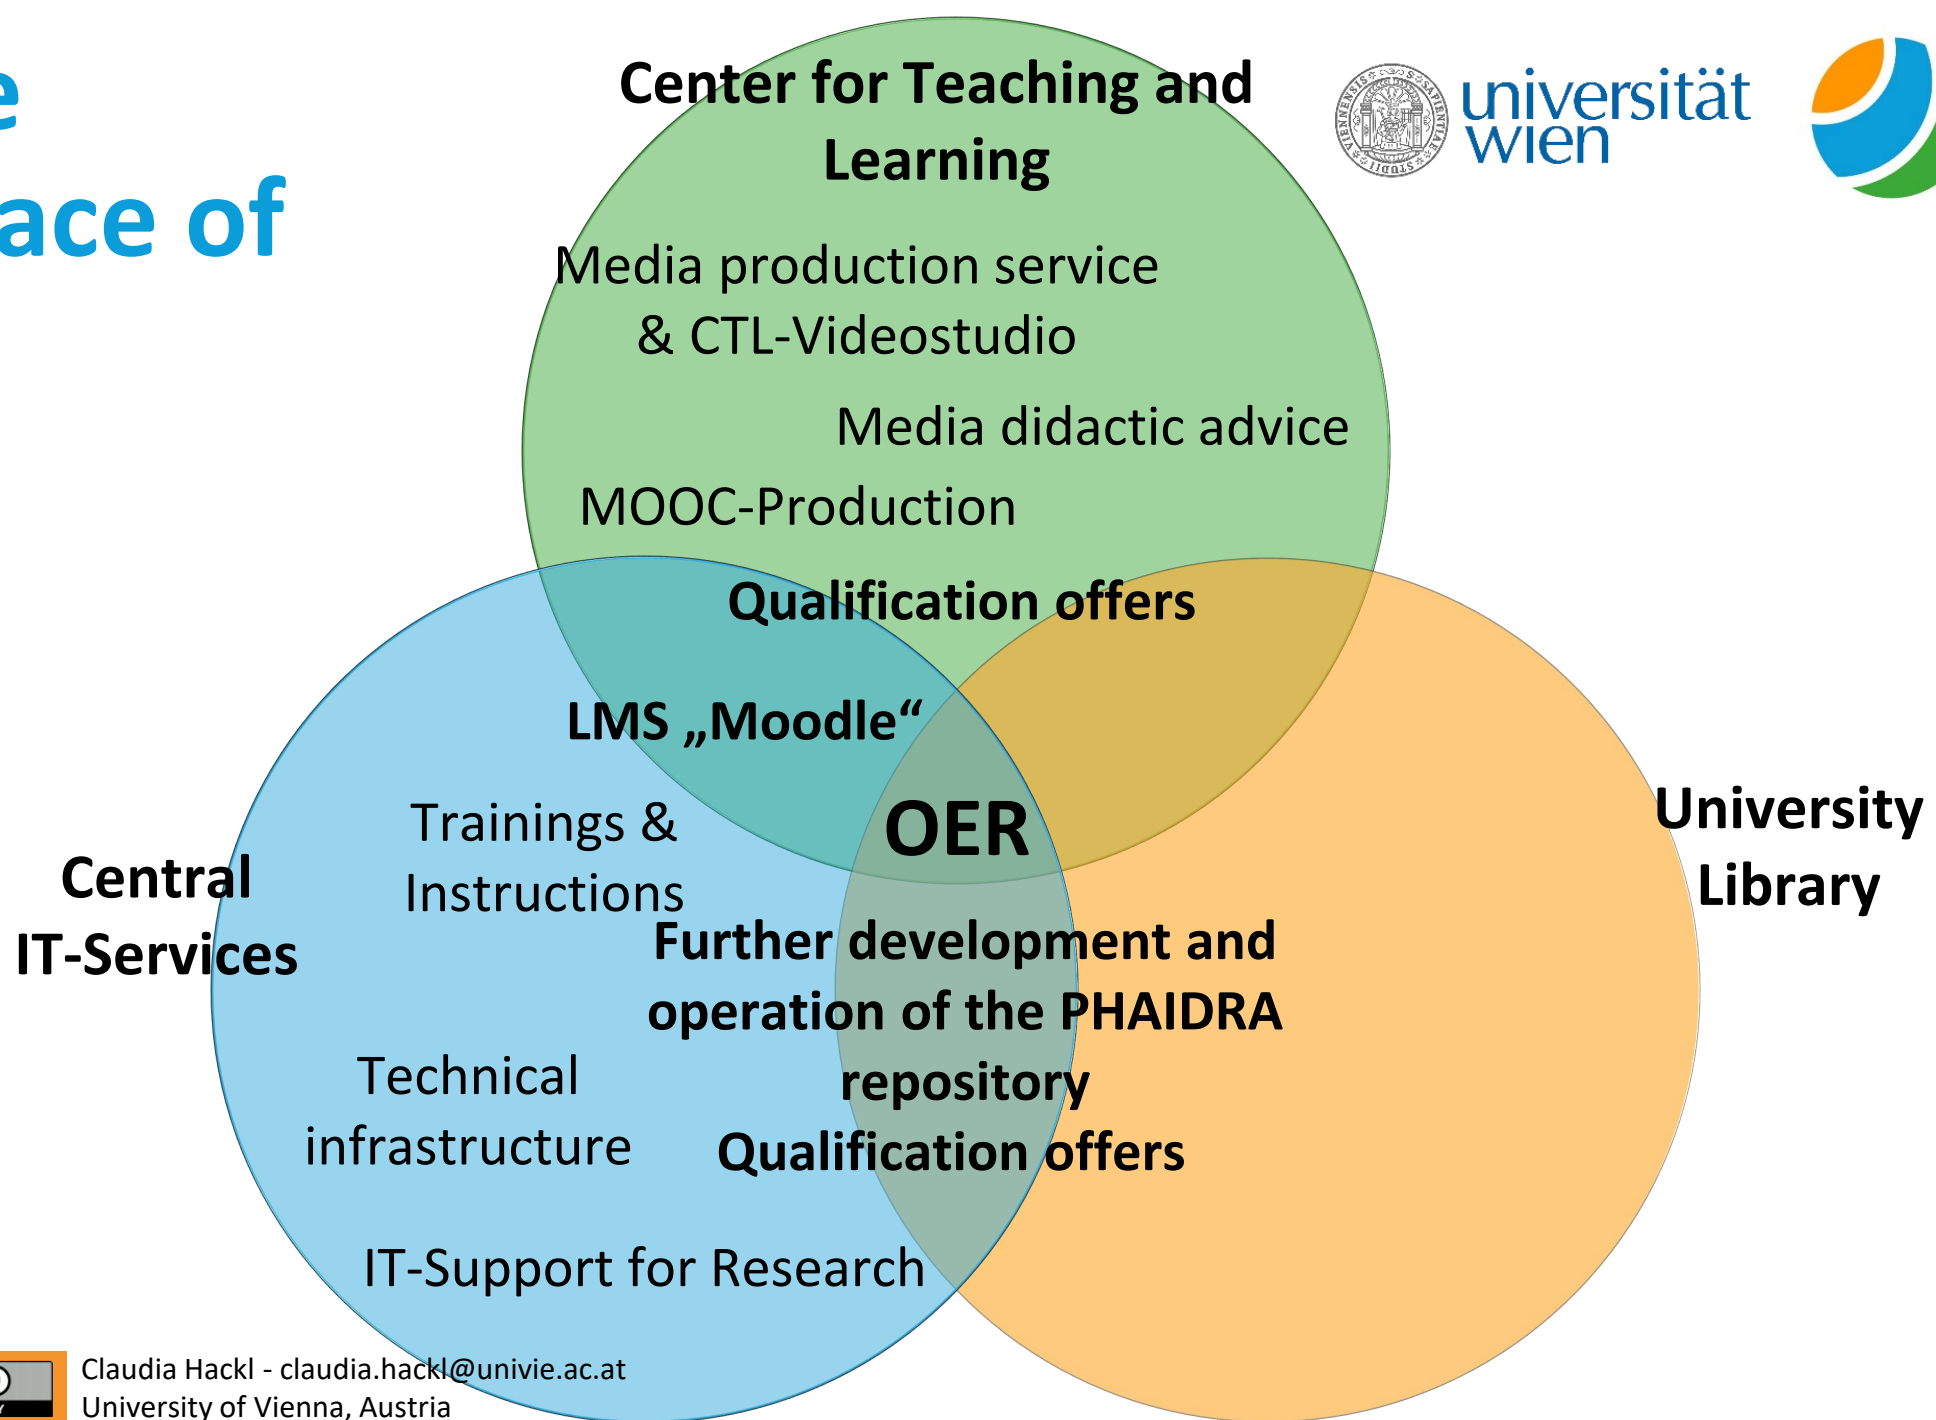 e
ace of
Center for Teaching and
Learning
universität
wien
Media production service
& CTL-Videostudio
Media didactic advice
MOOC-Production
Qualification offers
LMS „Moodle“
Trainings &
Instructions
OER
University
Library
Central
IT-Services
Further development and
operation of the PHAIDRA
repository
Qualification offers
Technical
infrastructure
IT-Support for Research
Claudia Hackl - claudia.hackl@univie.ac.at
University of Vienna, Austria